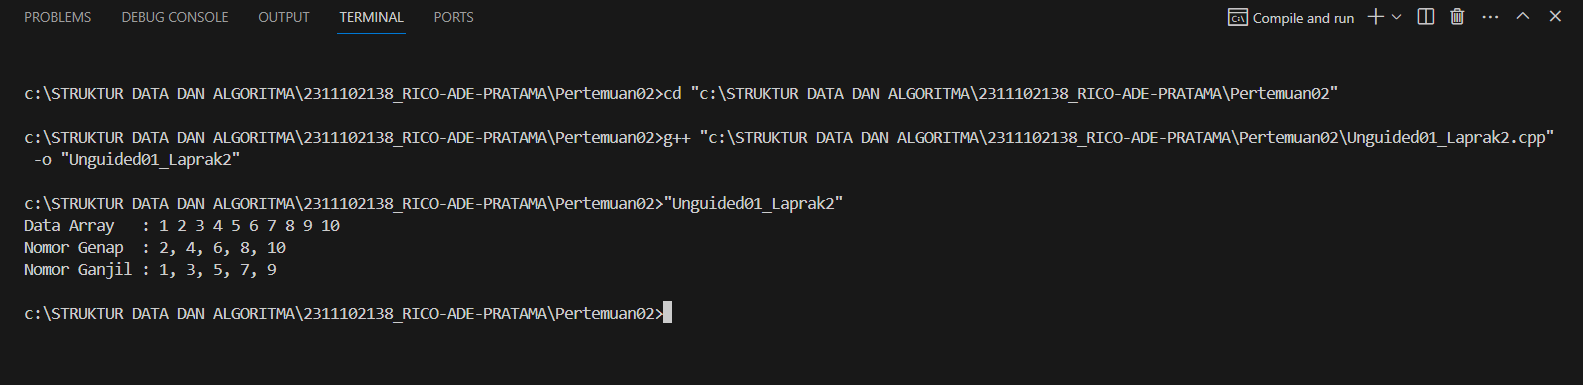 PROBLEMS DEBUG CONSOLE OUTPUT TERMINAL PORTS Compile and run
c:\STRUKTUR DATA DAN ALGORITMA\2311102138_RICO-ADE-PRATAMA\Pertemuan02>cd "c:\STRUKTUR DATA DAN ALGORITMA\2311102138_RICO-ADE-PRATAMA\Pertemuan02"
c:\STRUKTUR DATA DAN ALGORITMA\2311102138_RICO-ADE-PRATAMA\Pertemuan02>g++ "c:\STRUKTUR DATA DAN ALGORITMA\2311102138_RICO-ADE-PRATAMA\Pertemuan02\Unguided01_Laprak2.cpp"
-o "Unguided01_Laprak2"
c:\STRUKTUR DATA DAN ALGORITMA\2311102138_RICO-ADE-PRATAMA\Pertemuan02>"Unguided01_Laprak2"
Data Array   : 1 2 3 4 5 6 7 8 9 10
Nomor Genap  : 2, 4, 6, 8, 10
Nomor Ganjil : 1, 3, 5, 7, 9
c:\STRUKTUR DATA DAN ALGORITMA\2311102138_RICO-ADE-PRATAMA\Pertemuan02>